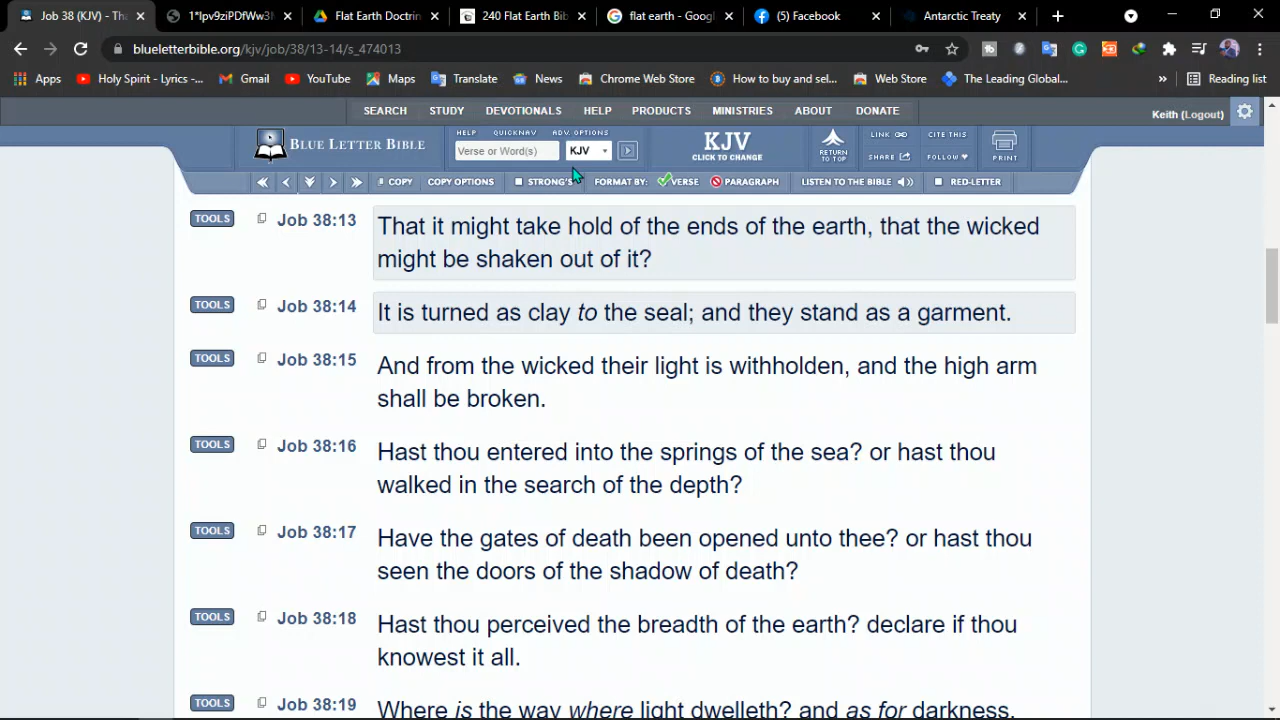 Job 38 (KJV) - Tha
1*lpv9ziPDfWw3
Flat Earth Doctrin
240 Flat Earth Bib
flat earth - Googl
(5) Facebook
Antarctic Treaty
blueletterbible.org/kjv/job/38/13-14/s_474013
Apps
Holy Spirit - Lyrics -...
Gmail
YouTube
Maps
Translate
News
Chrome Web Store
How to buy and sel...
Web Store
The Leading Global...
»
Reading list
SEARCH STUDY DEVOTIONALS HELP PRODUCTS MINISTRIES ABOUT DONATE
Keith (Logout)
BLUE LETTER BIBLE
HELP QUICKNAV ADV. OPTIONS
Verse or Word(s) KJV
KJV
CLICK TO CHANGE
RETURN
TO TOP
LINK CITE THIS
SHARE FOLLOW
PRINT
COPY COPY OPTIONS STRONG'S FORMAT BY: VERSE PARAGRAPH LISTEN TO THE BIBLE RED-LETTER
TOOLS Job 38:13 That it might take hold of the ends of the earth, that the wicked
might be shaken out of it?
TOOLS Job 38:14 It is turned as clay to the seal; and they stand as a garment.
TOOLS Job 38:15 And from the wicked their light is withholden, and the high arm
shall be broken.
TOOLS Job 38:16 Hast thou entered into the springs of the sea? or hast thou
walked in the search of the depth?
TOOLS Job 38:17 Have the gates of death been opened unto thee? or hast thou
seen the doors of the shadow of death?
TOOLS Job 38:18 Hast thou perceived the breadth of the earth? declare if thou
knowest it all.
TOOLS Job 38:19 Where is the way where light dwelleth? and as for darkness,